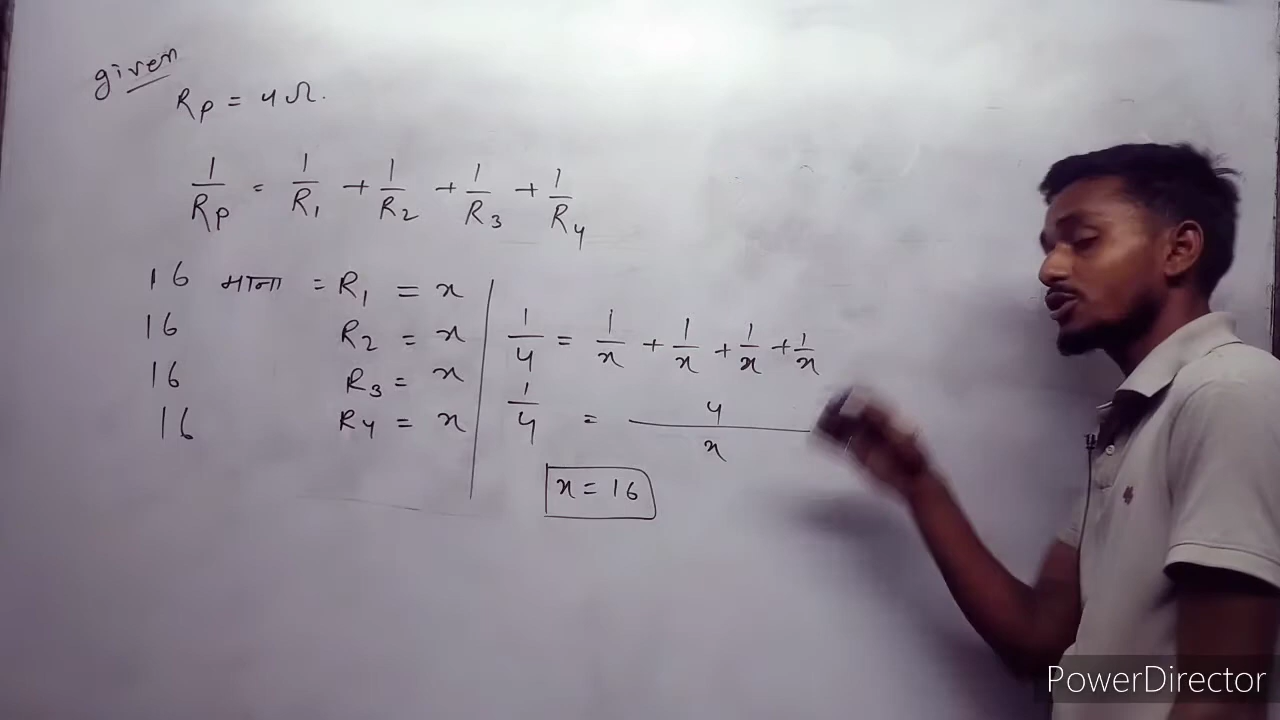 given
Rp = 4Ω.
1/Rp = 1/R1 + 1/R2 + 1/R3 + 1/R4
16 माना = R1 = x
16 R2 = x
16 R3 = x
16 R4 = x
1/4 = 1/x + 1/x + 1/x + 1/x
1/4 = 4/x
x = 16
PowerDirector